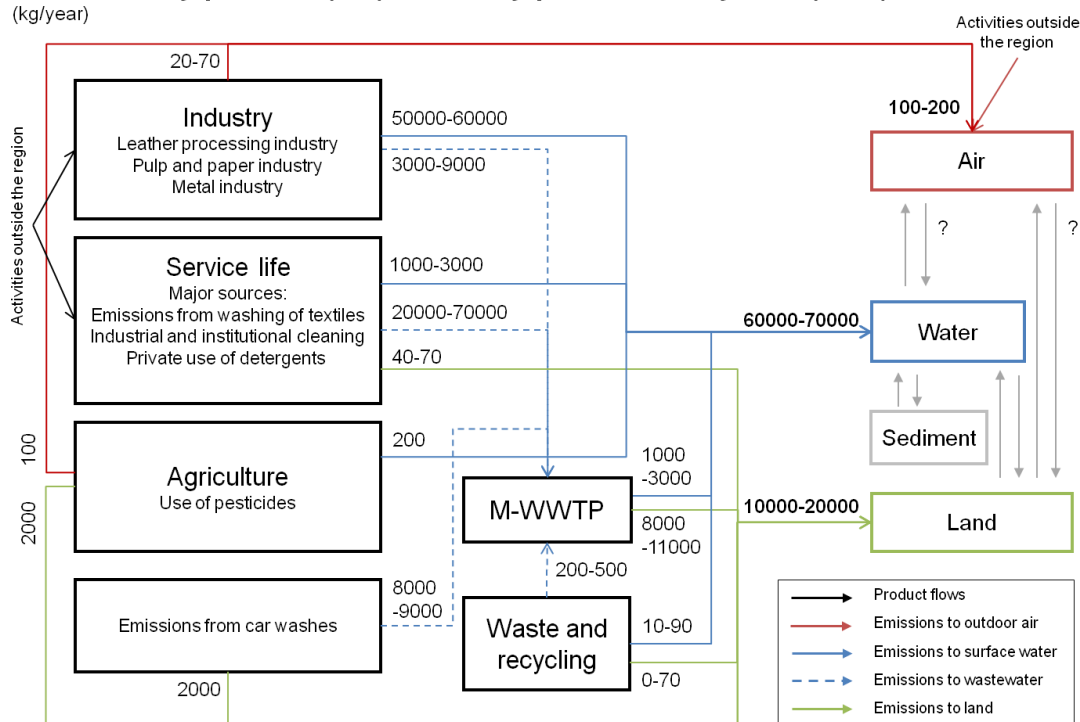 (kg/year)
Activities outside
the region
20-70
100-200
Industry
Leather processing industry
Pulp and paper industry
Metal industry
50000-60000
3000-9000
Air
?
?
Activities outside the region
Service life
Major sources:
Emissions from washing of textiles
Industrial and institutional cleaning
Private use of detergents
1000-3000
20000-70000
40-70
60000-70000
Water
Sediment
100
2000
Agriculture
Use of pesticides
200
1000
-3000
M-WWTP
8000
-11000
10000-20000
Land
200-500
Emissions from car washes
8000
-9000
2000
Waste and
recycling
10-90
0-70
Product flows
Emissions to outdoor air
Emissions to surface water
Emissions to wastewater
Emissions to land